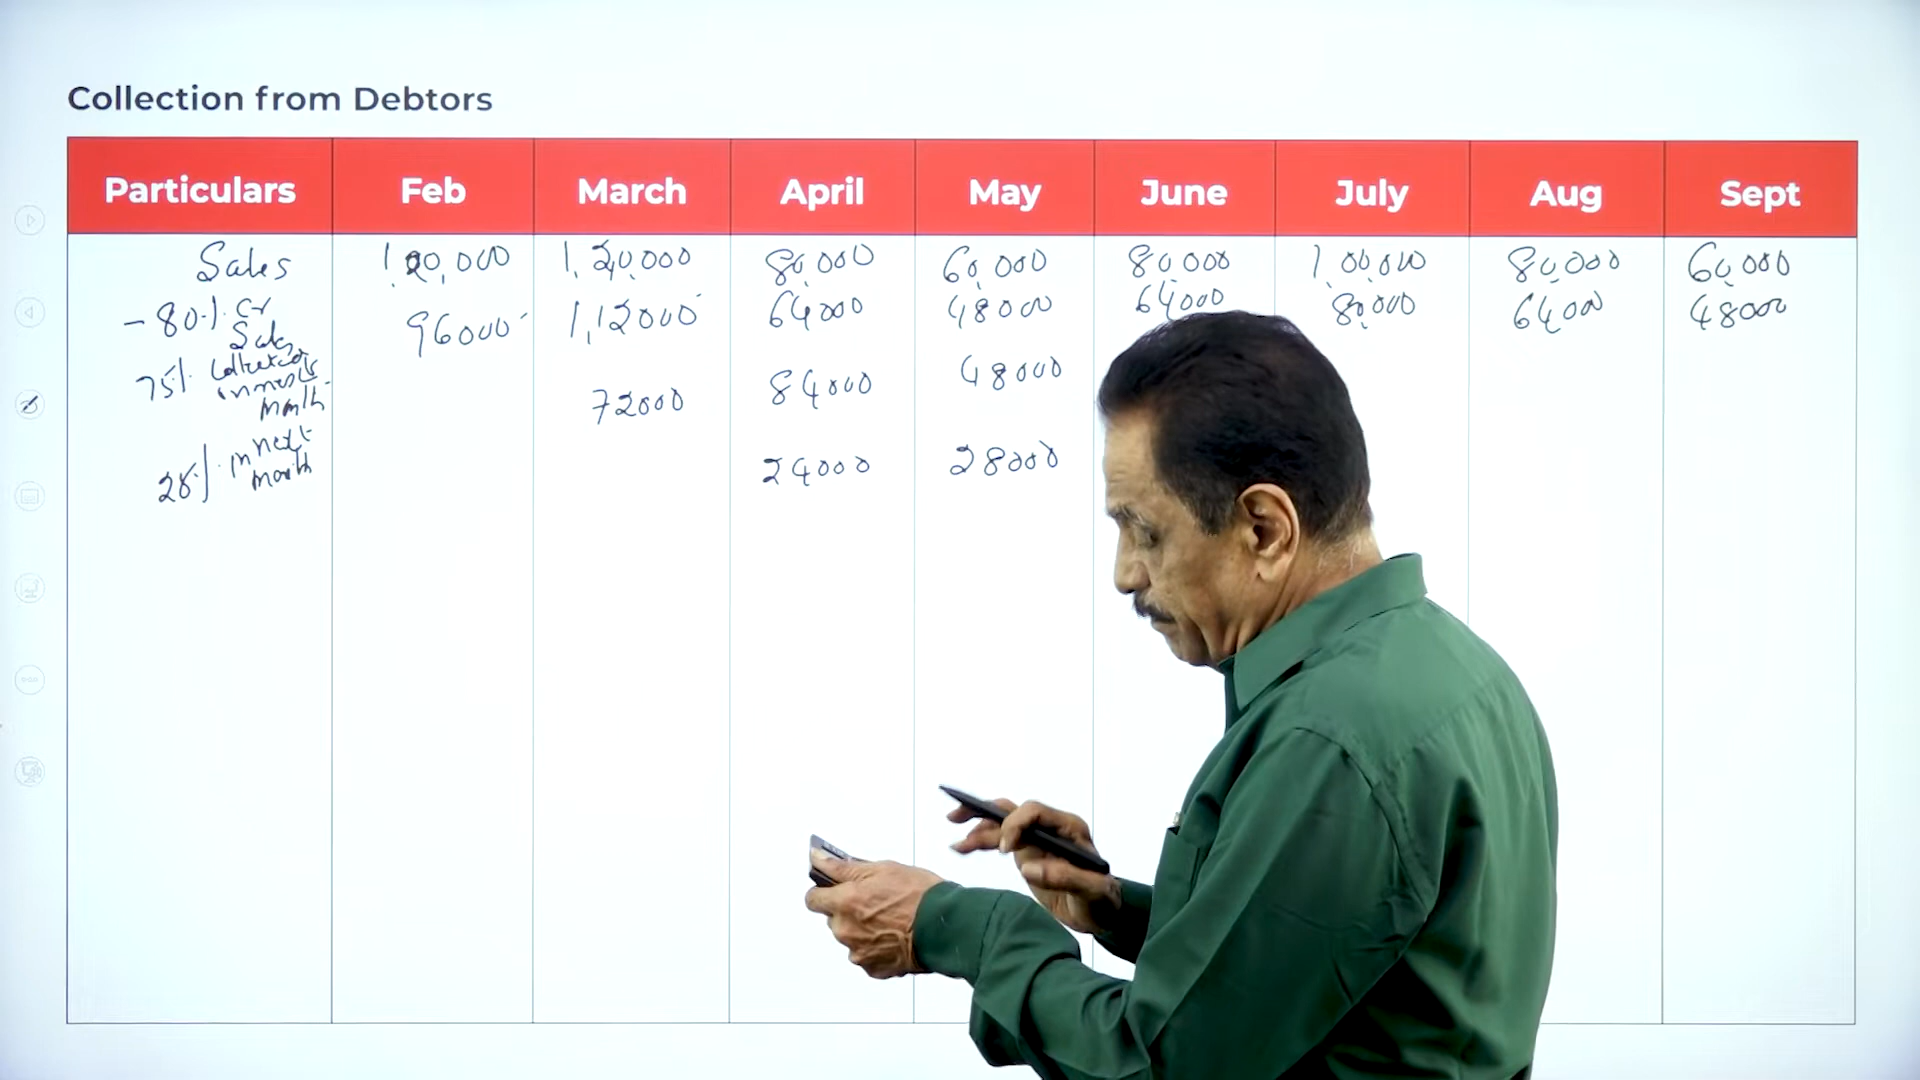 Collection from Debtors
Particulars Feb March April May June July Aug Sept
Sales 1,20,000 1,40,000 80,000 60,000 80,000 1,00,000 80,000 60,000
- 80% Cr Sales 96000 1,12000 64000 48000 64000 80,000 64,000 48000
75% in next month 72000 84000 48000
25% in next month 24000 28000